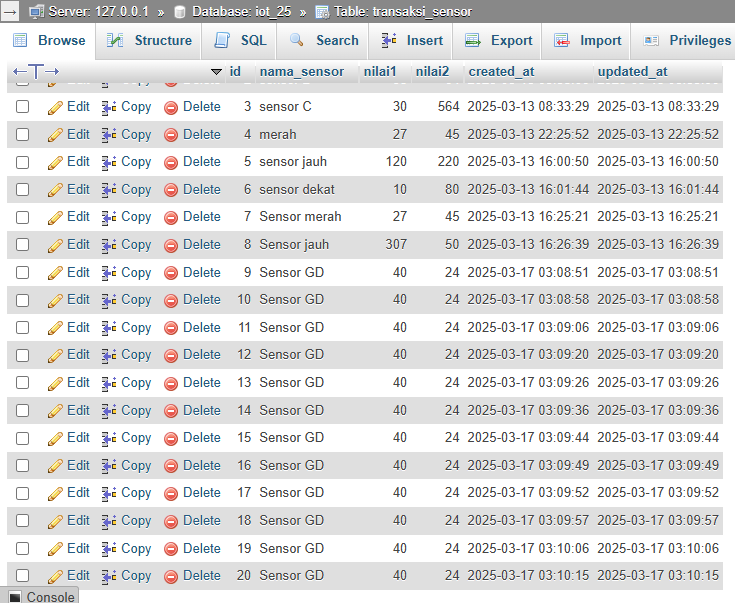 Server: 127.0.0.1 » Database: iot_25 » Table: transaksi_sensor
Browse Structure SQL Search Insert Export Import Privileges
id nama_sensor nilai1 nilai2 created_at updated_at
Edit Copy Delete 3 sensor C 30 564 2025-03-13 08:33:29 2025-03-13 08:33:29
Edit Copy Delete 4 merah 27 45 2025-03-13 22:25:52 2025-03-13 22:25:52
Edit Copy Delete 5 sensor jauh 120 220 2025-03-13 16:00:50 2025-03-13 16:00:50
Edit Copy Delete 6 sensor dekat 10 80 2025-03-13 16:01:44 2025-03-13 16:01:44
Edit Copy Delete 7 Sensor merah 27 45 2025-03-13 16:25:21 2025-03-13 16:25:21
Edit Copy Delete 8 Sensor jauh 307 50 2025-03-13 16:26:39 2025-03-13 16:26:39
Edit Copy Delete 9 Sensor GD 40 24 2025-03-17 03:08:51 2025-03-17 03:08:51
Edit Copy Delete 10 Sensor GD 40 24 2025-03-17 03:08:58 2025-03-17 03:08:58
Edit Copy Delete 11 Sensor GD 40 24 2025-03-17 03:09:06 2025-03-17 03:09:06
Edit Copy Delete 12 Sensor GD 40 24 2025-03-17 03:09:20 2025-03-17 03:09:20
Edit Copy Delete 13 Sensor GD 40 24 2025-03-17 03:09:26 2025-03-17 03:09:26
Edit Copy Delete 14 Sensor GD 40 24 2025-03-17 03:09:36 2025-03-17 03:09:36
Edit Copy Delete 15 Sensor GD 40 24 2025-03-17 03:09:44 2025-03-17 03:09:44
Edit Copy Delete 16 Sensor GD 40 24 2025-03-17 03:09:49 2025-03-17 03:09:49
Edit Copy Delete 17 Sensor GD 40 24 2025-03-17 03:09:52 2025-03-17 03:09:52
Edit Copy Delete 18 Sensor GD 40 24 2025-03-17 03:09:57 2025-03-17 03:09:57
Edit Copy Delete 19 Sensor GD 40 24 2025-03-17 03:10:06 2025-03-17 03:10:06
Edit Copy Delete 20 Sensor GD 40 24 2025-03-17 03:10:15 2025-03-17 03:10:15
Console